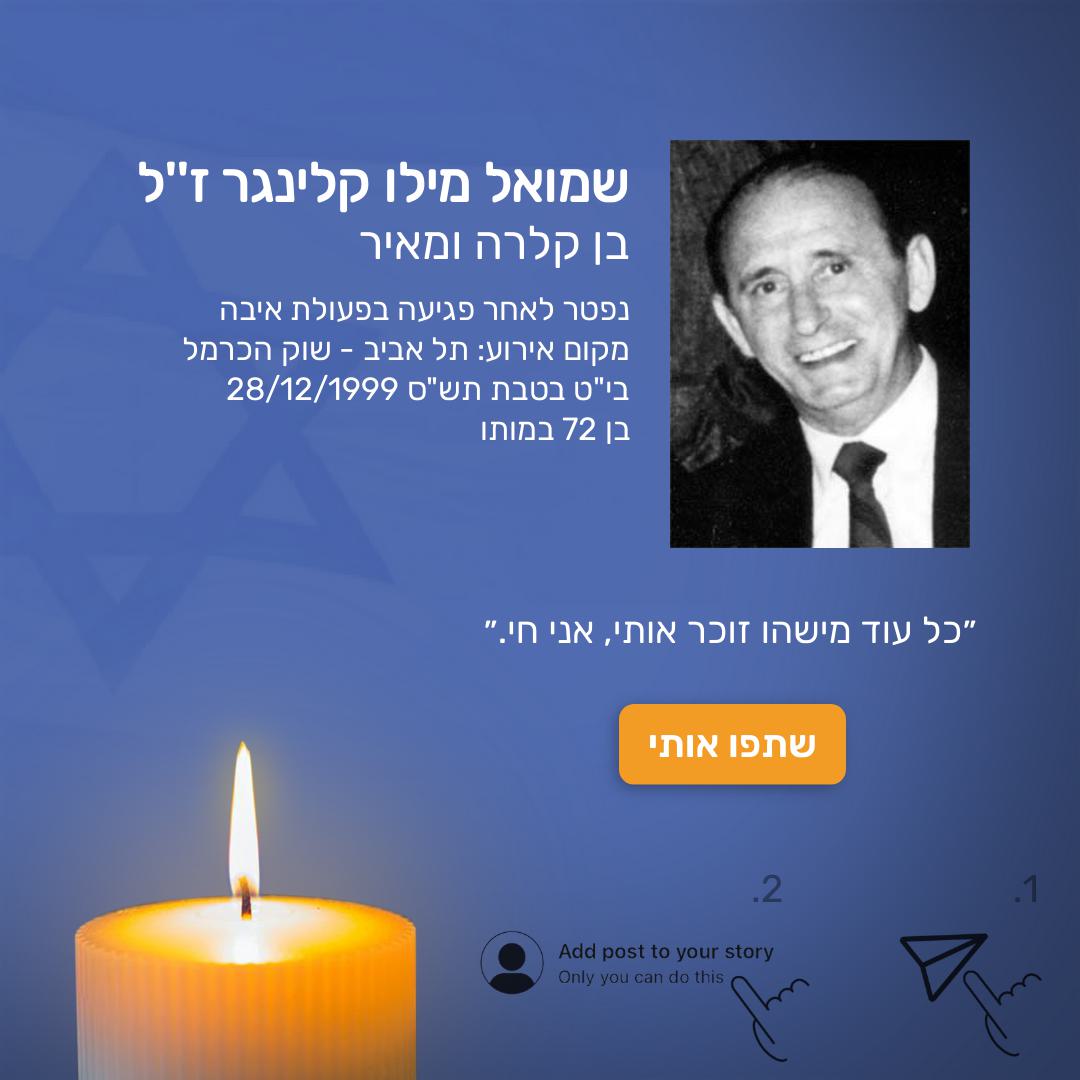 שמואל מילו קלינגר ז"ל
בן קלרה ומאיר
נפטר לאחר פגיעה בפעולת איבה
מקום אירוע: תל אביב - שוק הכרמל
בי"ט בטבת תש"ס 28/12/1999
בן 72 במותו
״כל עוד מישהו זוכר אותי, אני חי.״
שתפו אותי
1.
2.
Add post to your story
Only you can do this